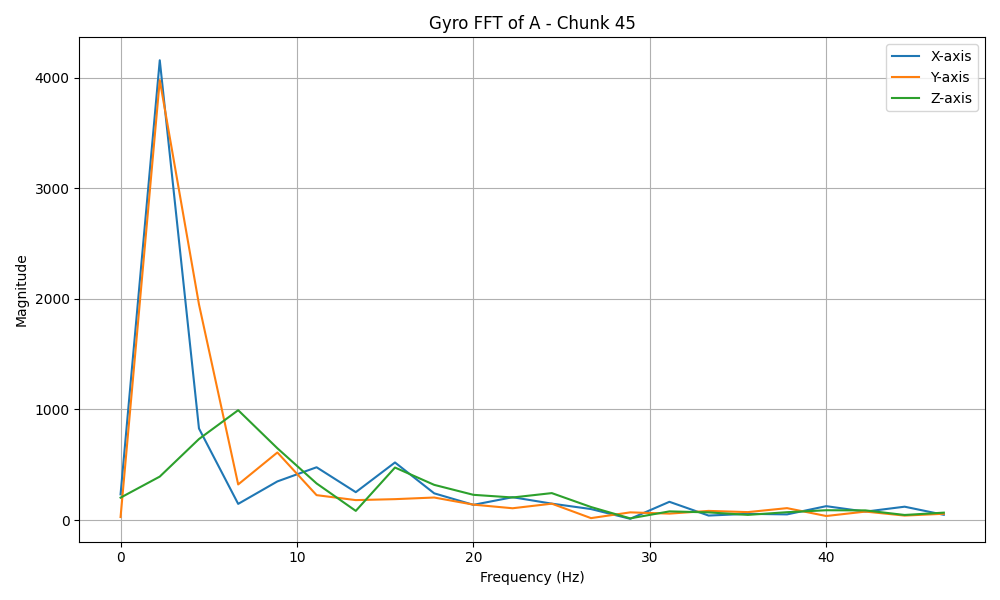 Gyro FFT of A - Chunk 45
X-axis
Y-axis
Z-axis
Magnitude
4000
3000
2000
1000
0
0 10 20 30 40
Frequency (Hz)